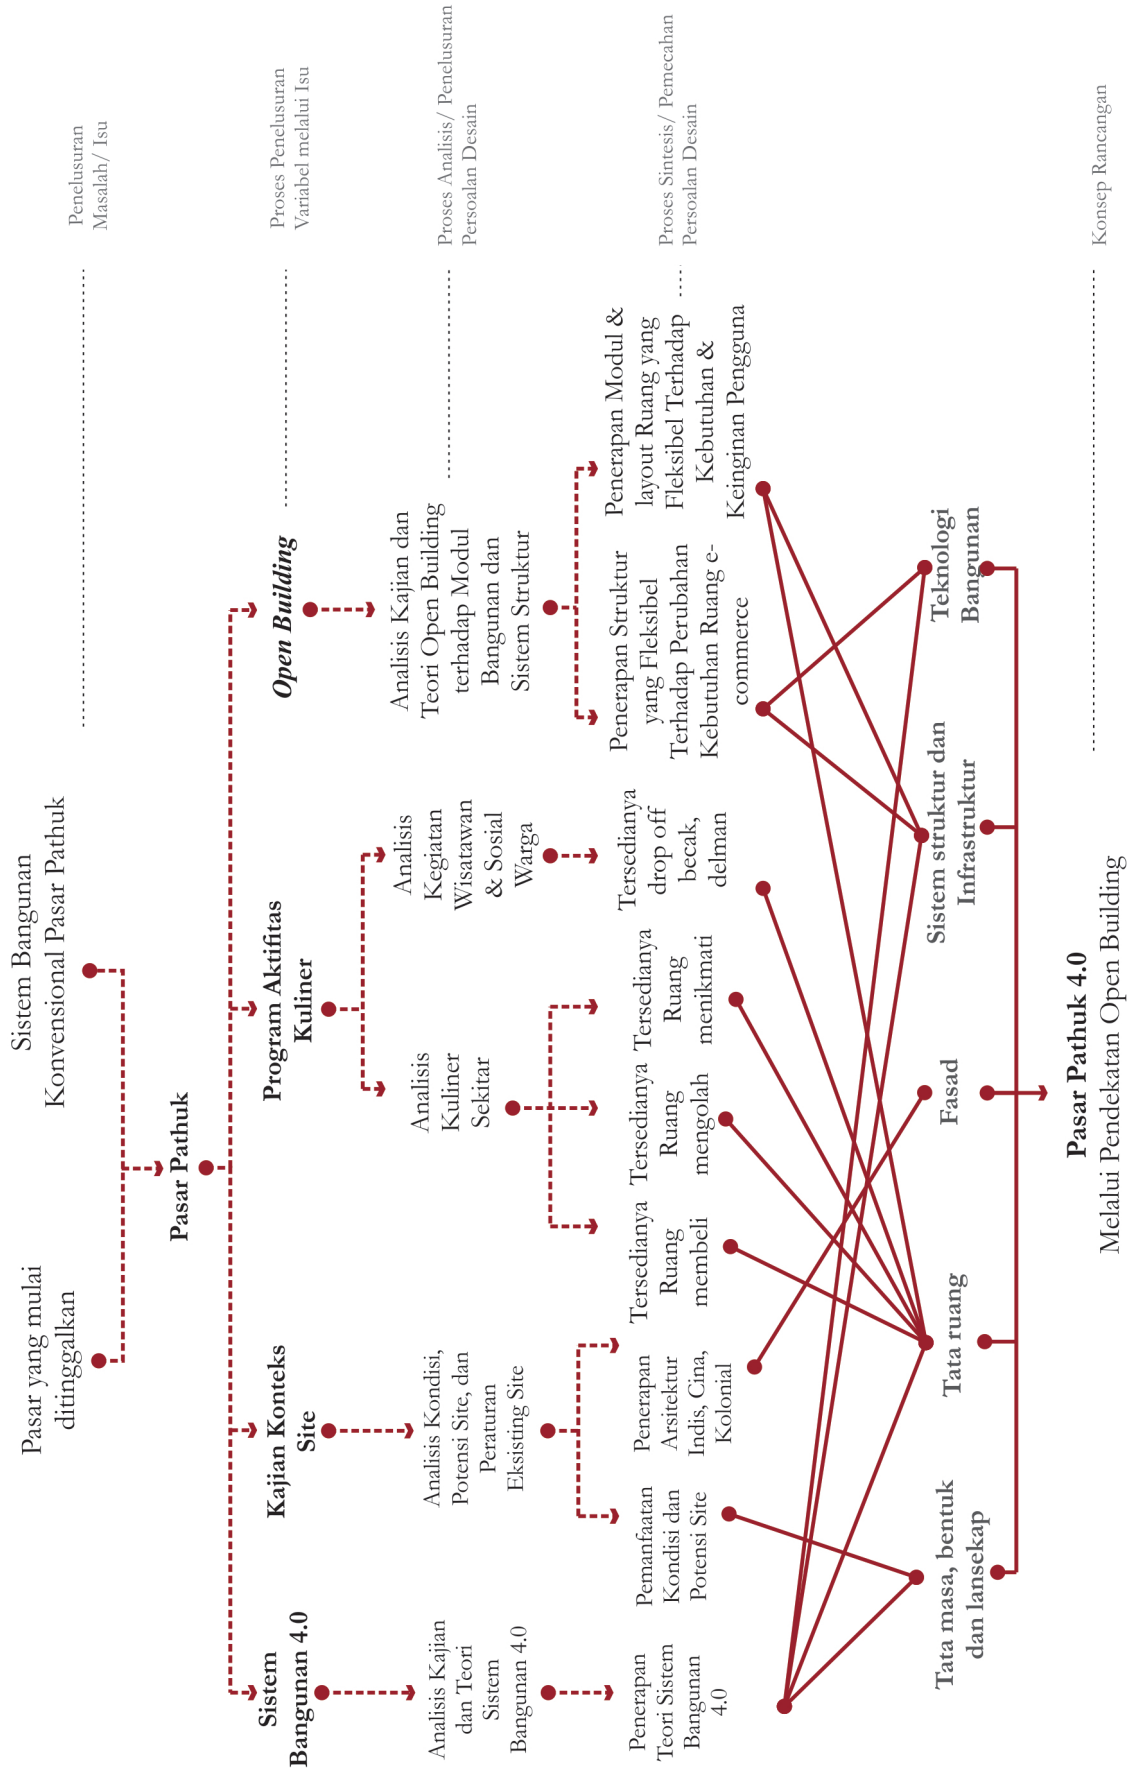 Pasar yang mulai
ditinggalkan
Sistem Bangunan
Konvensional Pasar Pathuk
Penelusuran
Masalah/ Isu
Pasar Pathuk
Sistem
Bangunan 4.0
Kajian Konteks
Site
Program Aktifitas
Kuliner
Open Building
Proses Penelusuran
Variabel melalui Isu
Analisis Kajian
dan Teori
Sistem
Bangunan 4.0
Analisis Kondisi,
Potensi Site, dan
Peraturan
Eksisting Site
Analisis
Kuliner
Sekitar
Analisis
Kegiatan
Wisatawan
& Sosial
Warga
Analisis Kajian dan
Teori Open Building
terhadap Modul
Bangunan dan
Sistem Struktur
Proses Analisis/ Penelusuran
Persoalan Desain
Penerapan
Teori Sistem
Bangunan
4.0
Pemanfaatan
Kondisi dan
Potensi Site
Penerapan
Arsitektur
Indis, Cina,
Kolonial
Tersedianya
Ruang
membeli
Tersedianya
Ruang
mengolah
Tersedianya
Ruang
menikmati
Tersedianya
drop off
becak,
delman
Penerapan Struktur
yang Fleksibel
Terhadap Perubahan
Kebutuhan Ruang e-
commerce
Penerapan Modul &
layout Ruang yang
Fleksibel Terhadap
Kebutuhan &
Keinginan Pengguna
Proses Sintesis/ Pemecahan
Persoalan Desain
Tata masa, bentuk
dan lansekap
Tata ruang
Fasad
Sistem struktur dan
Infrastruktur
Teknologi
Bangunan
Pasar Pathuk 4.0
Melalui Pendekatan Open Building
Konsep Rancangan